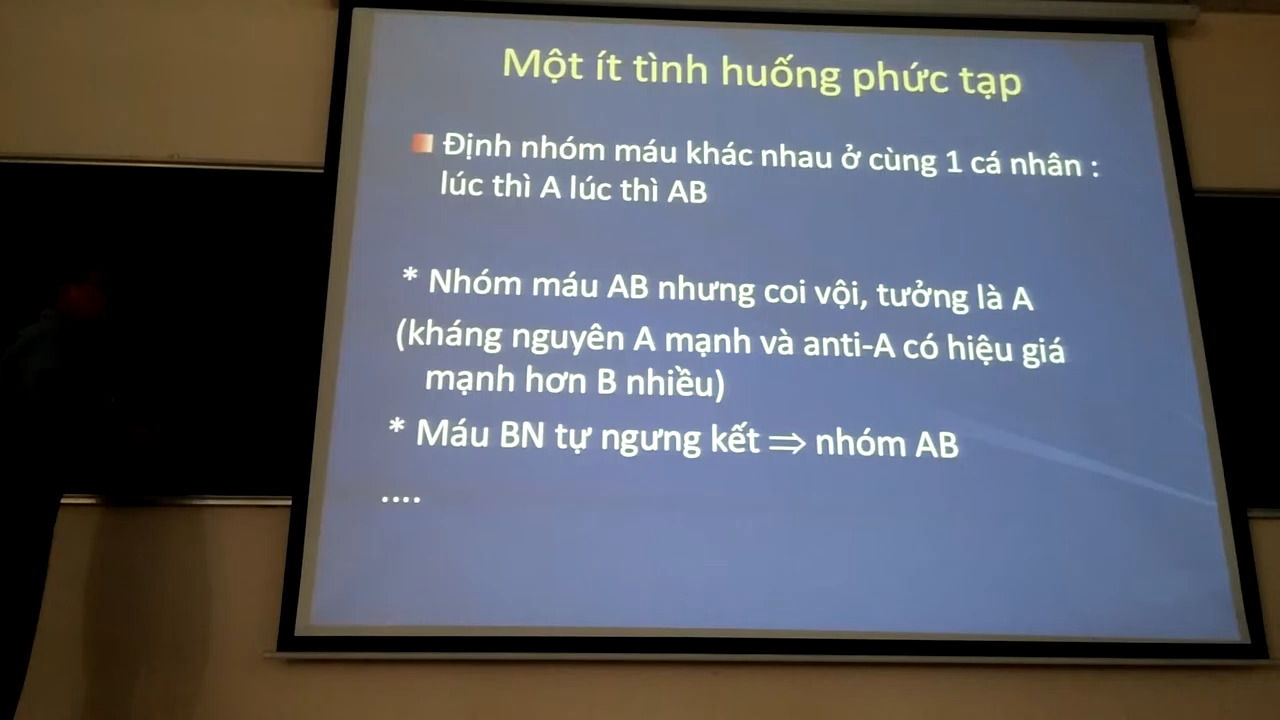 Một ít tình huống phức tạp
Định nhóm máu khác nhau ở cùng 1 cá nhân :
lúc thì A lúc thì AB
* Nhóm máu AB nhưng coi vội, tưởng là A
(kháng nguyên A mạnh và anti-A có hiệu giá
mạnh hơn B nhiều)
* Máu BN tự ngưng kết ⇒ nhóm AB
....